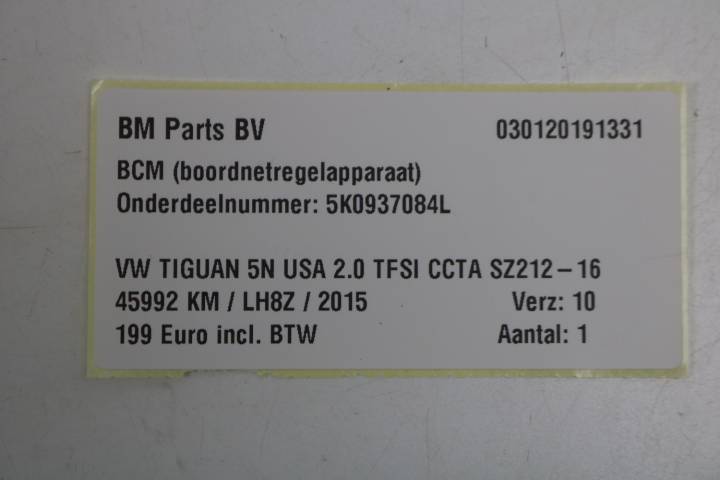 BM Parts BV 030120191331
BCM (boordnetregelapparaat)
Onderdeelnummer: 5K0937084L
VW TIGUAN 5N USA 2.0 TFSI CCTA SZ212-16
45992 KM / LH8Z / 2015 Verz: 10
199 Euro incl. BTW Aantal: 1